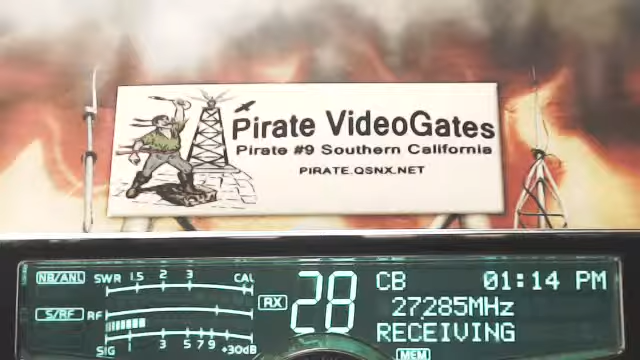 Pirate VideoGates
Pirate #9 Southern California
PIRATE.QSNX.NET
NB/ANL SWR 1.5 2 3 CAL
S/RF RF
SIG 1 3 5 7 9 +30dB
RX 28 CB 01:14 PM
27285MHz
RECEIVING
MEM